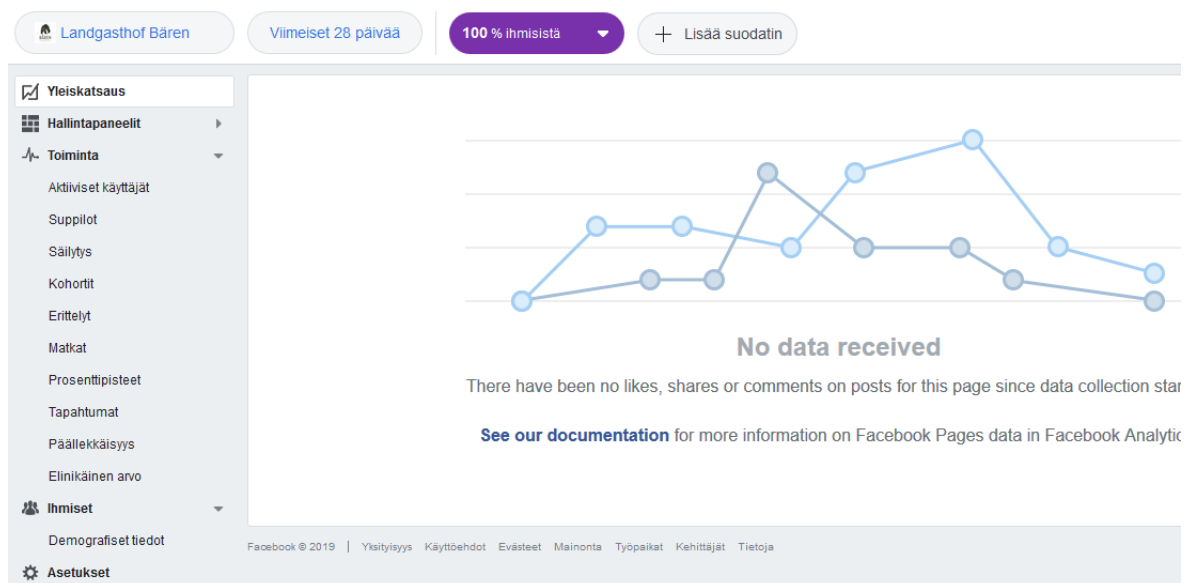 Landgasthof Bären
Viimeiset 28 päivää
100 % ihmisistä
Lisää suodatin
Yleiskatsaus
Hallintapaneelit
Toiminta
Aktiiviset käyttäjät
Suppilot
Säilytys
Kohortit
Erittelyt
Matkat
Prosenttipisteet
Tapahtumat
Päällekkäisyys
Elinikäinen arvo
Ihmiset
Demografiset tiedot
Asetukset
No data received
There have been no likes, shares or comments on posts for this page since data collection star
See our documentation for more information on Facebook Pages data in Facebook Analytic
Facebook © 2019 | Yksityisyys Käyttöehdot Evästeet Mainonta Työpaikat Kehittäjät Tietoja